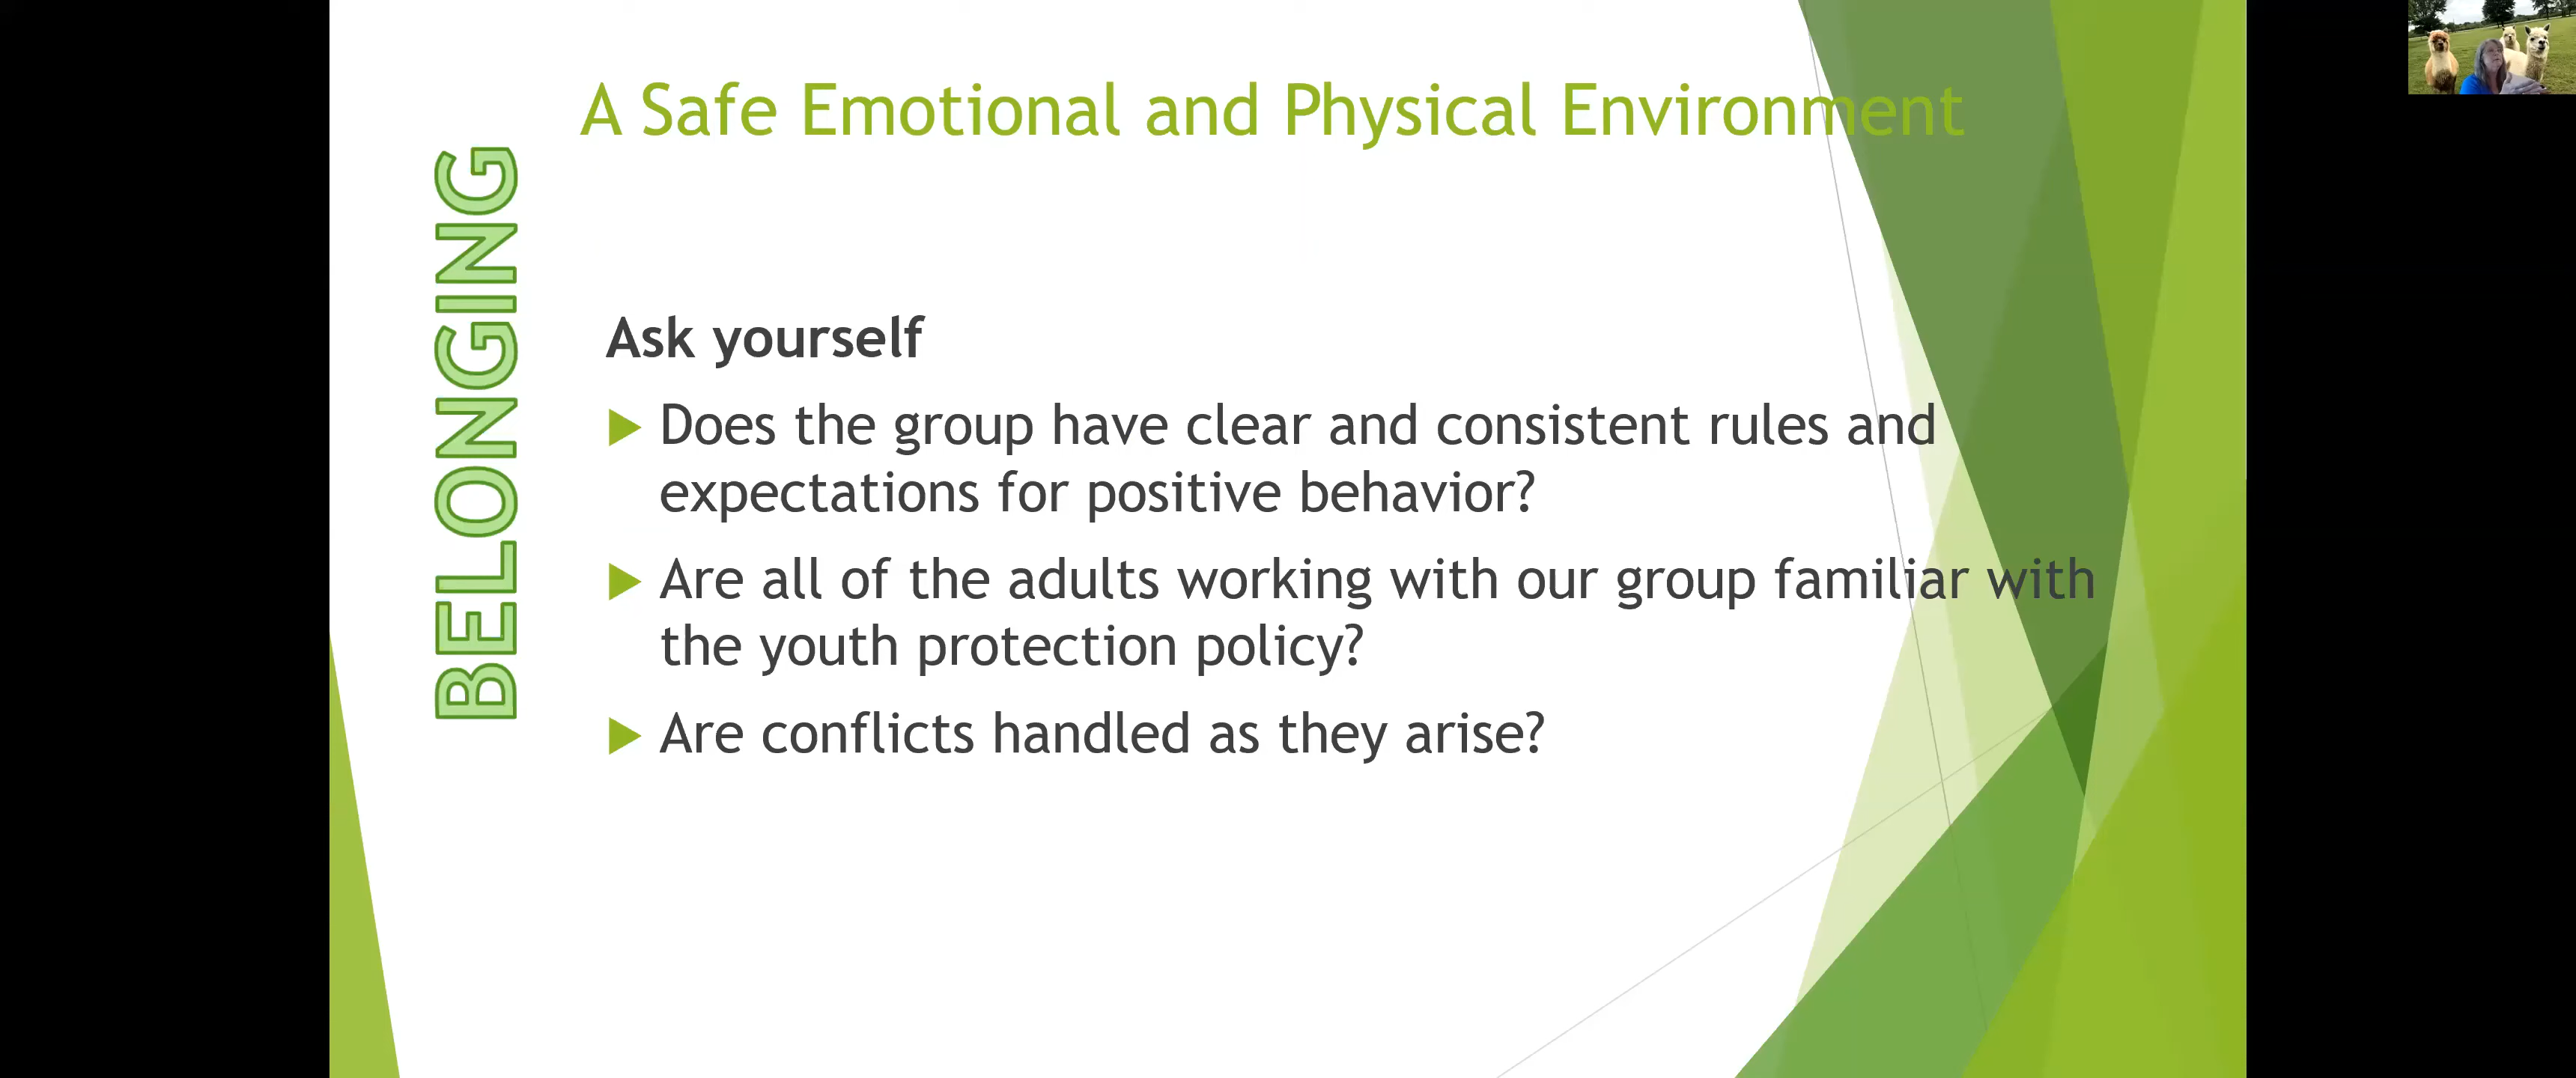 A Safe Emotional and Physical Environment
BELONGING
Ask yourself
Does the group have clear and consistent rules and
expectations for positive behavior?
Are all of the adults working with our group familiar with
the youth protection policy?
Are conflicts handled as they arise?